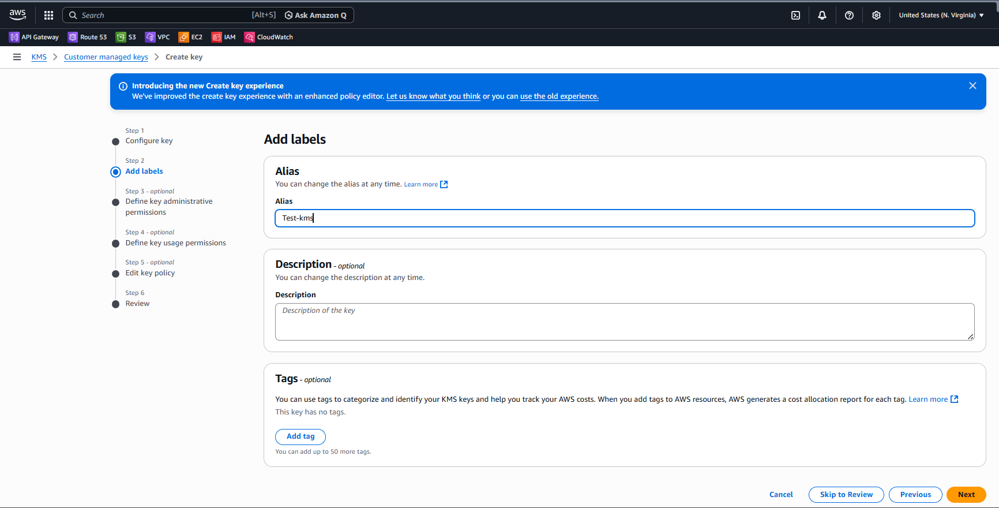 aws
Search [Alt+S] Ask Amazon Q United States (N. Virginia)
API Gateway Route 53 S3 VPC EC2 IAM CloudWatch
KMS Customer managed keys Create key
Introducing the new Create key experience
We've improved the create key experience with an enhanced policy editor. Let us know what you think or you can use the old experience.
Step 1
Configure key
Step 2
Add labels
Step 3 - optional
Define key administrative
permissions
Step 4 - optional
Define key usage permissions
Step 5 - optional
Edit key policy
Step 6
Review
Add labels
Alias
You can change the alias at any time. Learn more
Alias
Test-kms
Description - optional
You can change the description at any time.
Description
Description of the key
Tags - optional
You can use tags to categorize and identify your KMS keys and help you track your AWS costs. When you add tags to AWS resources, AWS generates a cost allocation report for each tag. Learn more
This key has no tags.
Add tag
You can add up to 50 more tags.
Cancel Skip to Review Previous Next